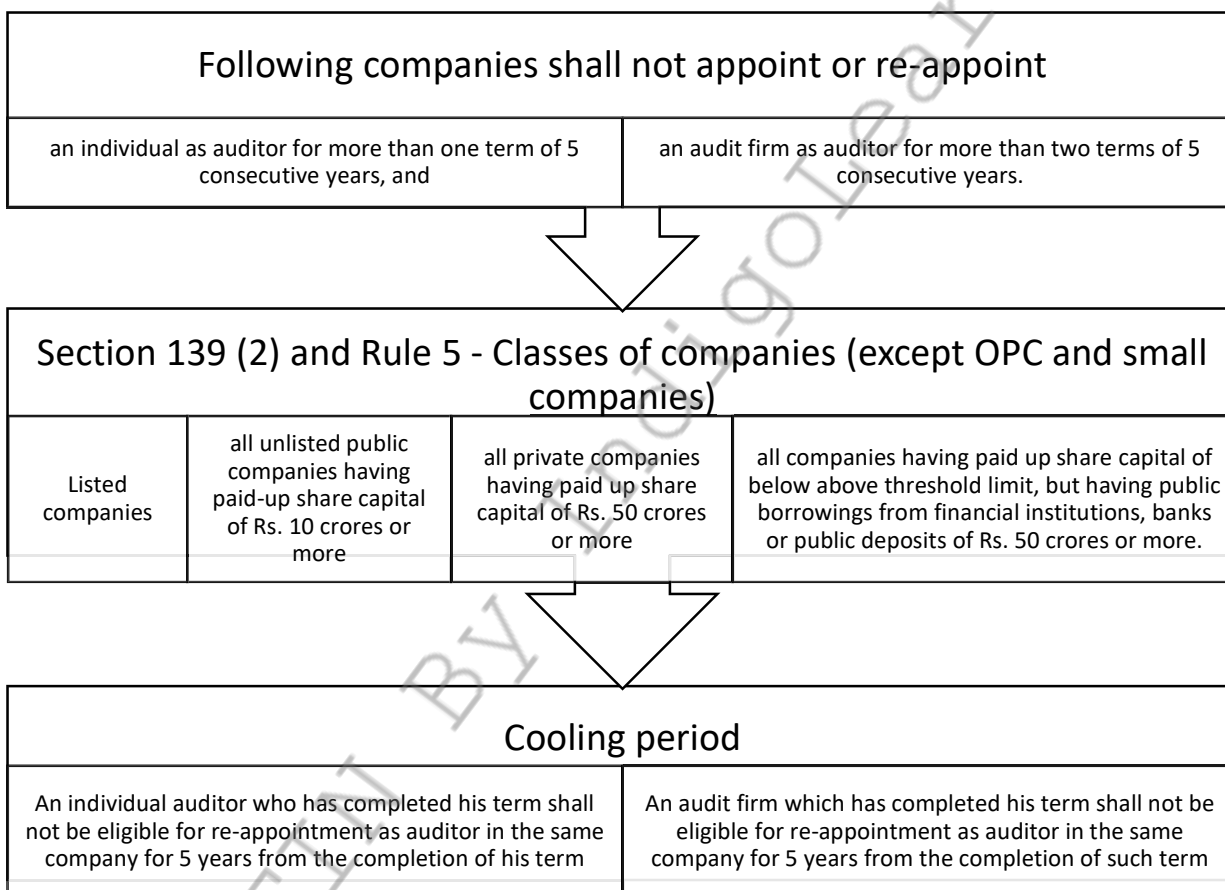 Following companies shall not appoint or re-appoint
an individual as auditor for more than one term of 5
consecutive years, and
an audit firm as auditor for more than two terms of 5
consecutive years.
Section 139 (2) and Rule 5 - Classes of companies (except OPC and small
companies)
Listed
companies
all unlisted public
companies having
paid-up share capital
of Rs. 10 crores or
more
all private companies
having paid up share
capital of Rs. 50 crores
or more
all companies having paid up share capital of
below above threshold limit, but having public
borrowings from financial institutions, banks
or public deposits of Rs. 50 crores or more.
Cooling period
An individual auditor who has completed his term shall
not be eligible for re-appointment as auditor in the same
company for 5 years from the completion of his term
An audit firm which has completed his term shall not be
eligible for re-appointment as auditor in the same
company for 5 years from the completion of such term
By IndigoLear